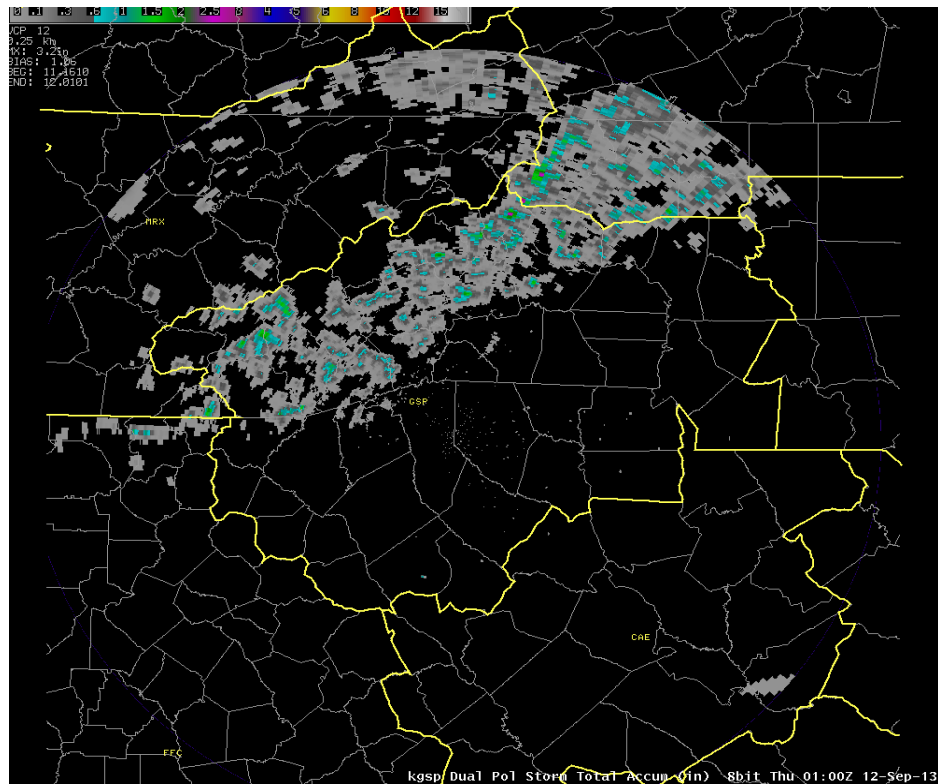 0 .1 .3 .6 1 1.5 2 2.5 3 4 5 6 8 10 12 15
VCP 12
0.25 km
MX: 3.2in
BIAS: 1.06
BEG: 11.1610
END: 12.0101
MRX
GSP
CAE
FFC
kgsp Dual Pol Storm Total Accum (in) 8bit Thu 01:00Z 12-Sep-13